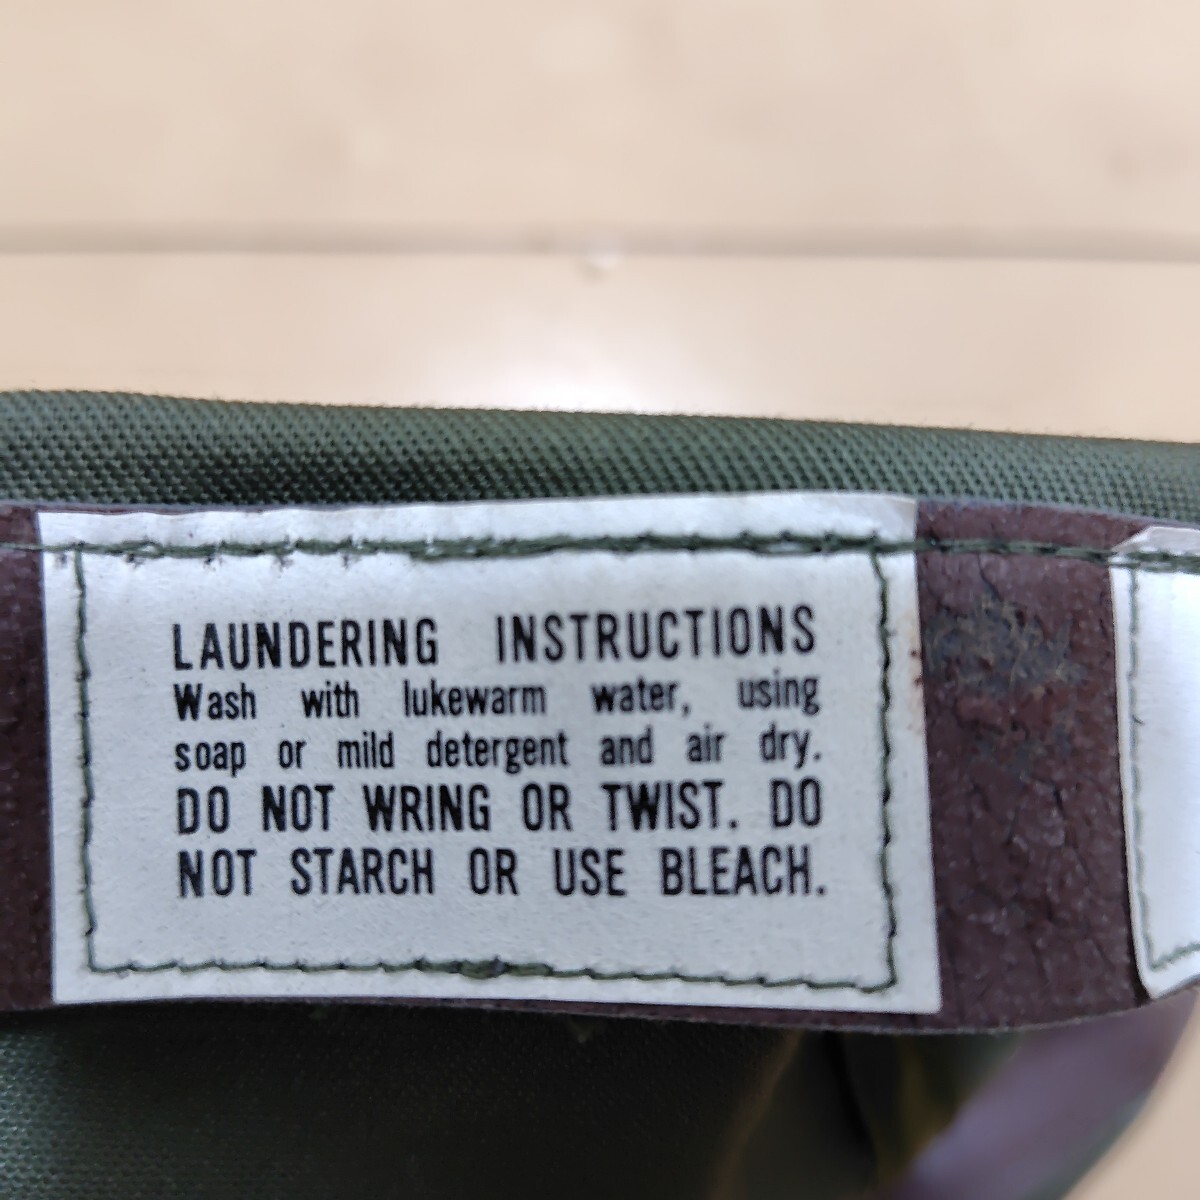 LAUNDERING INSTRUCTIONS
Wash with lukewarm water, using
soap or mild detergent and air dry.
DO NOT WRING OR TWIST. DO
NOT STARCH OR USE BLEACH.